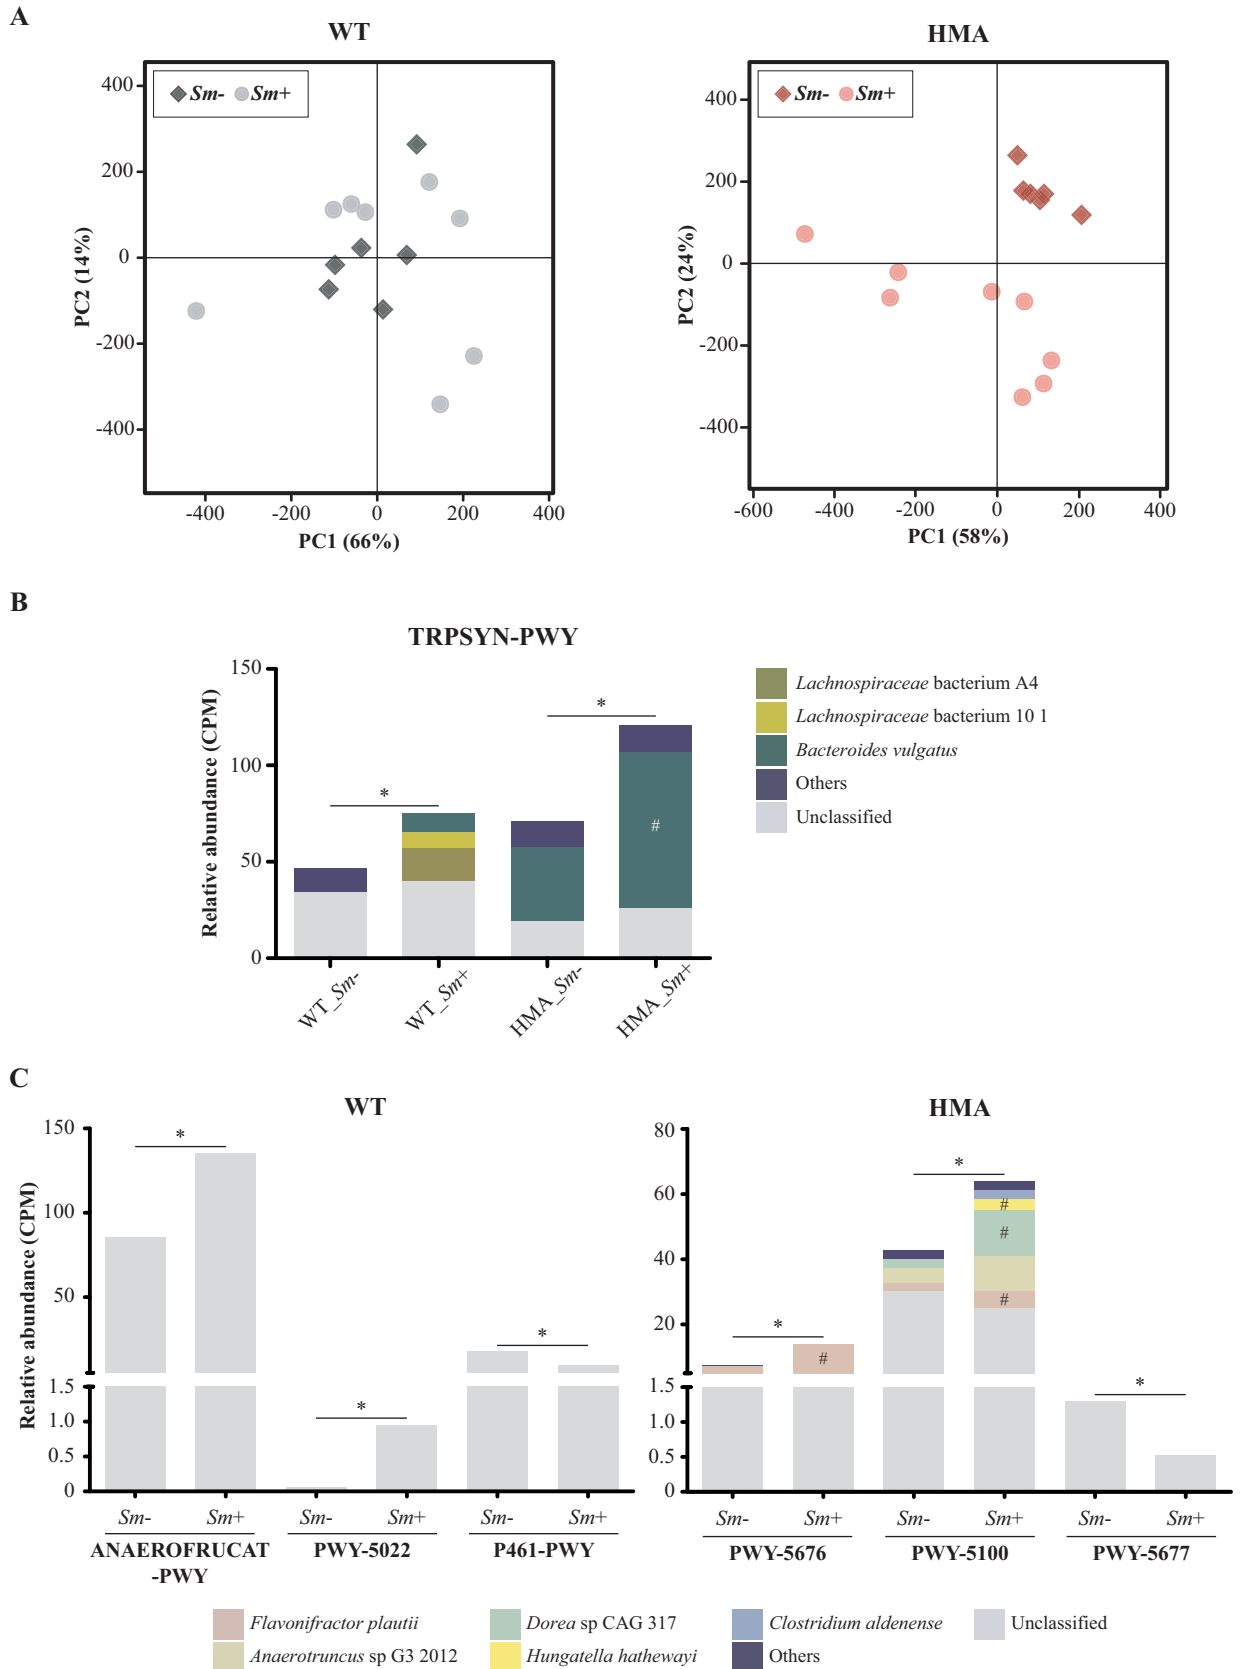 A
WT
Sm- Sm+
400
200
0
-200
-400
PC2 (14%)
-400 -200 0 200 400
PC1 (66%)
HMA
Sm- Sm+
400
200
0
-200
-400
PC2 (24%)
-600 -400 -200 0 200 400
PC1 (58%)
B
TRPSYN-PWY
150
100
50
0
Relative abundance (CPM)
*
*
#
WT_Sm-
WT_Sm+
HMA_Sm-
HMA_Sm+
Lachnospiraceae bacterium A4
Lachnospiraceae bacterium 10 1
Bacteroides vulgatus
Others
Unclassified
C
WT
150
100
50
1.5
1.0
0.5
0
Relative abundance (CPM)
*
*
*
Sm- Sm+ Sm- Sm+ Sm- Sm+
ANAEROFRUCAT
-PWY
PWY-5022
P461-PWY
HMA
80
60
40
20
1.5
1.0
0.5
0
*
#
*
#
#
#
*
Sm- Sm+ Sm- Sm+ Sm- Sm+
PWY-5676
PWY-5100
PWY-5677
Flavonifractor plautii
Dorea sp CAG 317
Clostridium aldenense
Unclassified
Anaerotruncus sp G3 2012
Hungatella hathewayi
Others